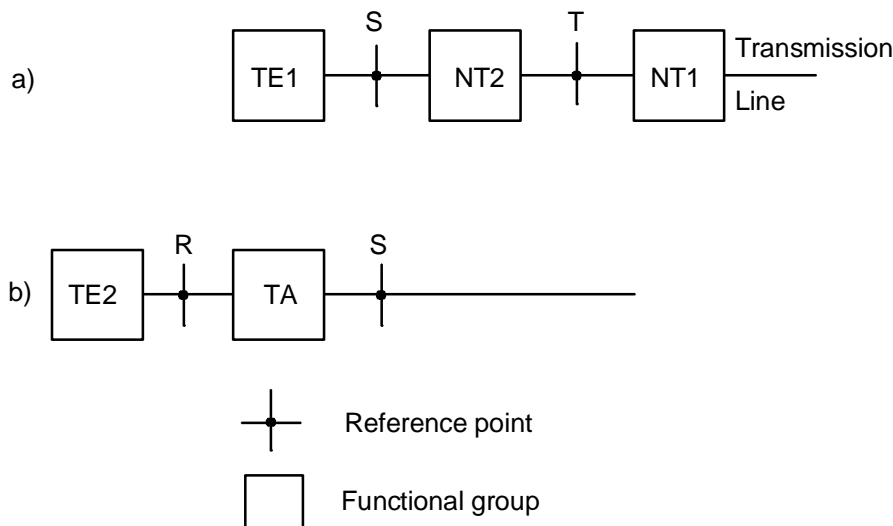 a)
TE1
S
NT2
T
NT1
Transmission
Line
b)
TE2
R
TA
S
Reference point
Functional group